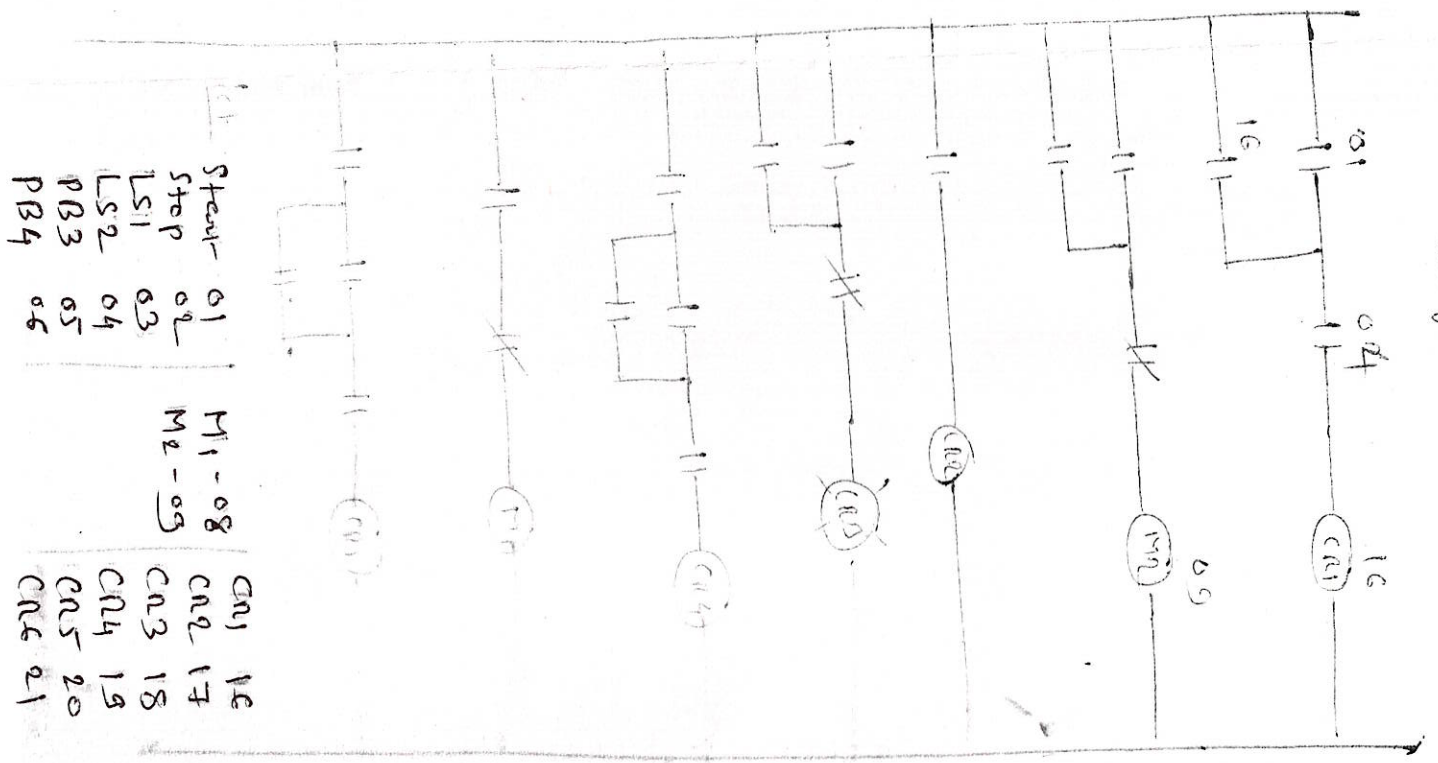 01 04 16
16
09
M2
CR2
CR3
CR4
Start 01
Stop 02
LS1 03
LS2 04
PB3 05
PB4 06
M1 - 08
M2 - 09
CR1 16
CR2 17
CR3 18
CR4 19
CR5 20
CR6 21